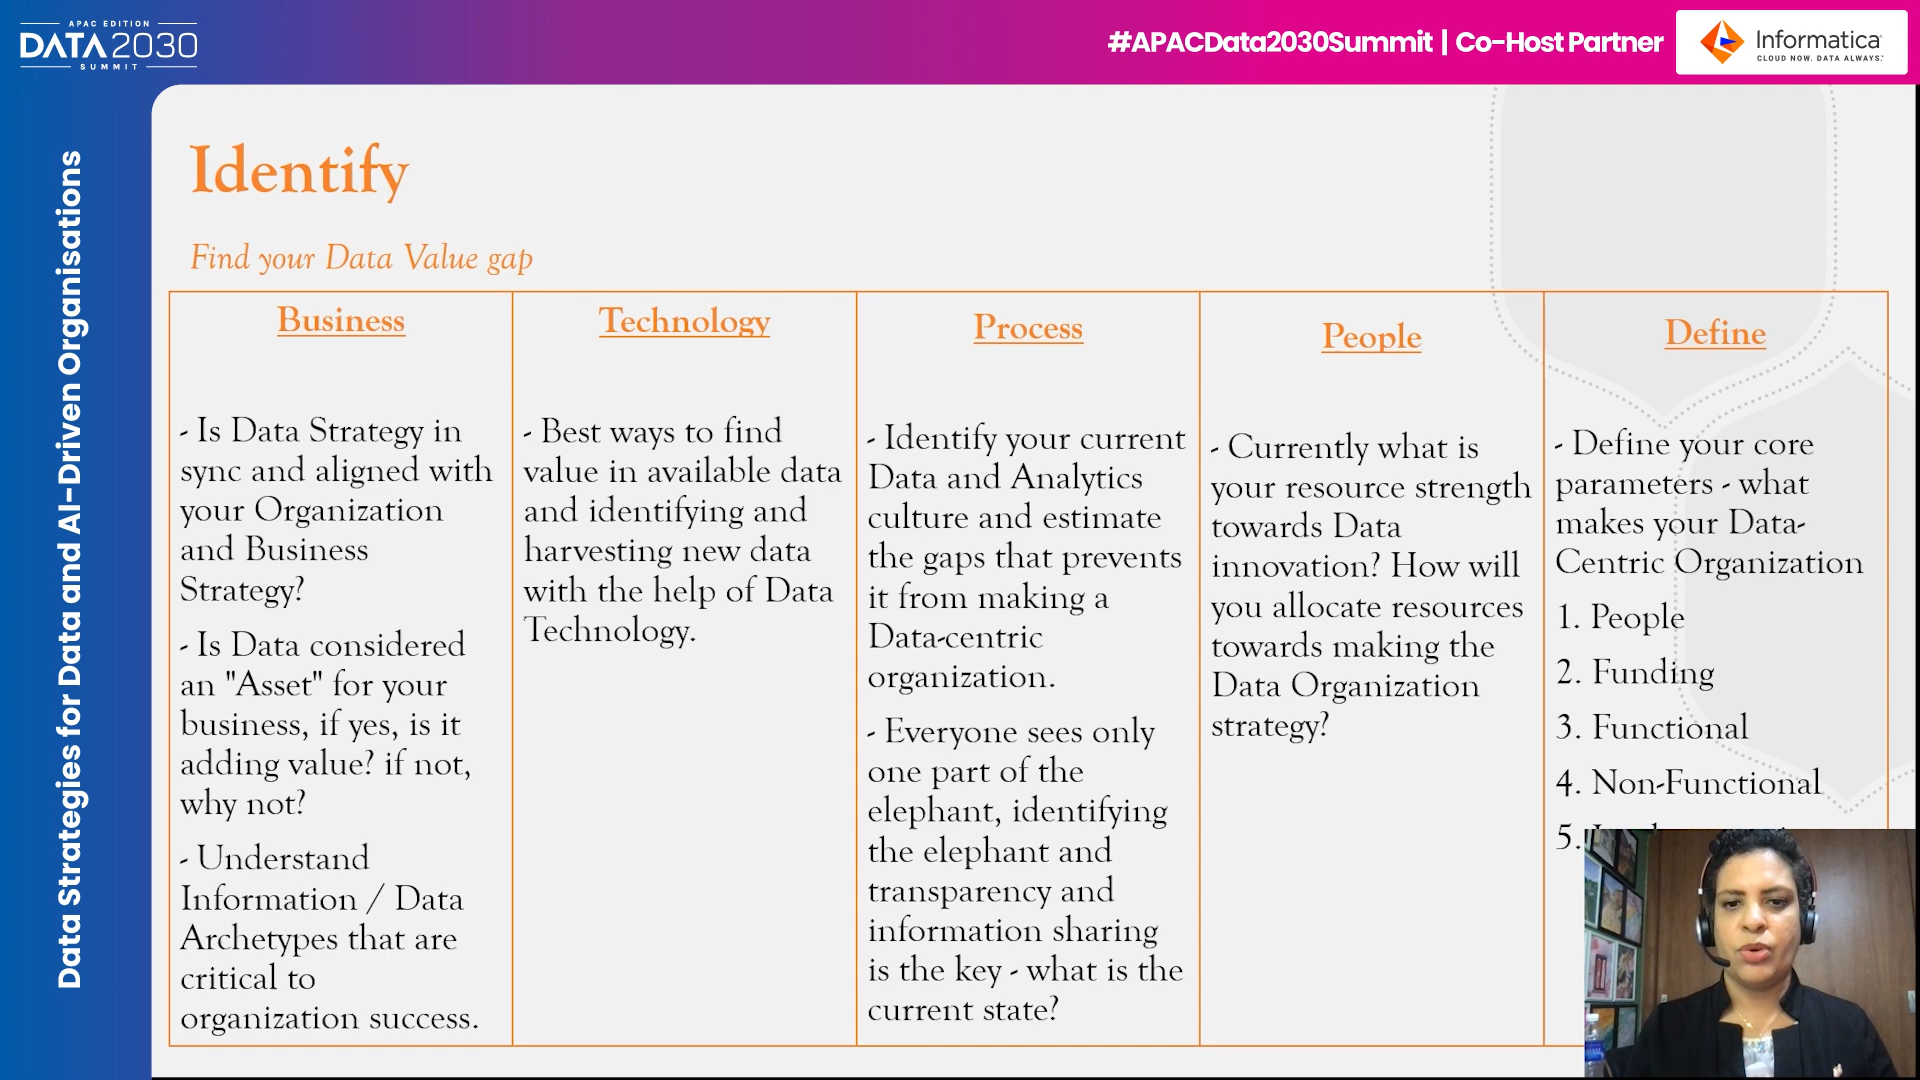 APAC EDITION
DATA2030
SUMMIT
#APACData2030Summit | Co-Host Partner
Informatica
CLOUD NOW. DATA ALWAYS.
Data Strategies for Data and AI-Driven Organisations
Identify
Find your Data Value gap
Business
- Is Data Strategy in
sync and aligned with
your Organization
and Business
Strategy?
- Is Data considered
an "Asset" for your
business, if yes, is it
adding value? if not,
why not?
- Understand
Information / Data
Archetypes that are
critical to
organization success.
Technology
- Best ways to find
value in available data
and identifying and
harvesting new data
with the help of Data
Technology.
Process
- Identify your current
Data and Analytics
culture and estimate
the gaps that prevents
it from making a
Data-centric
organization.
- Everyone sees only
one part of the
elephant, identifying
the elephant and
transparency and
information sharing
is the key - what is the
current state?
People
- Currently what is
your resource strength
towards Data
innovation? How will
you allocate resources
towards making the
Data Organization
strategy?
Define
- Define your core
parameters - what
makes your Data-
Centric Organization
1. People
2. Funding
3. Functional
4. Non-Functional
5.